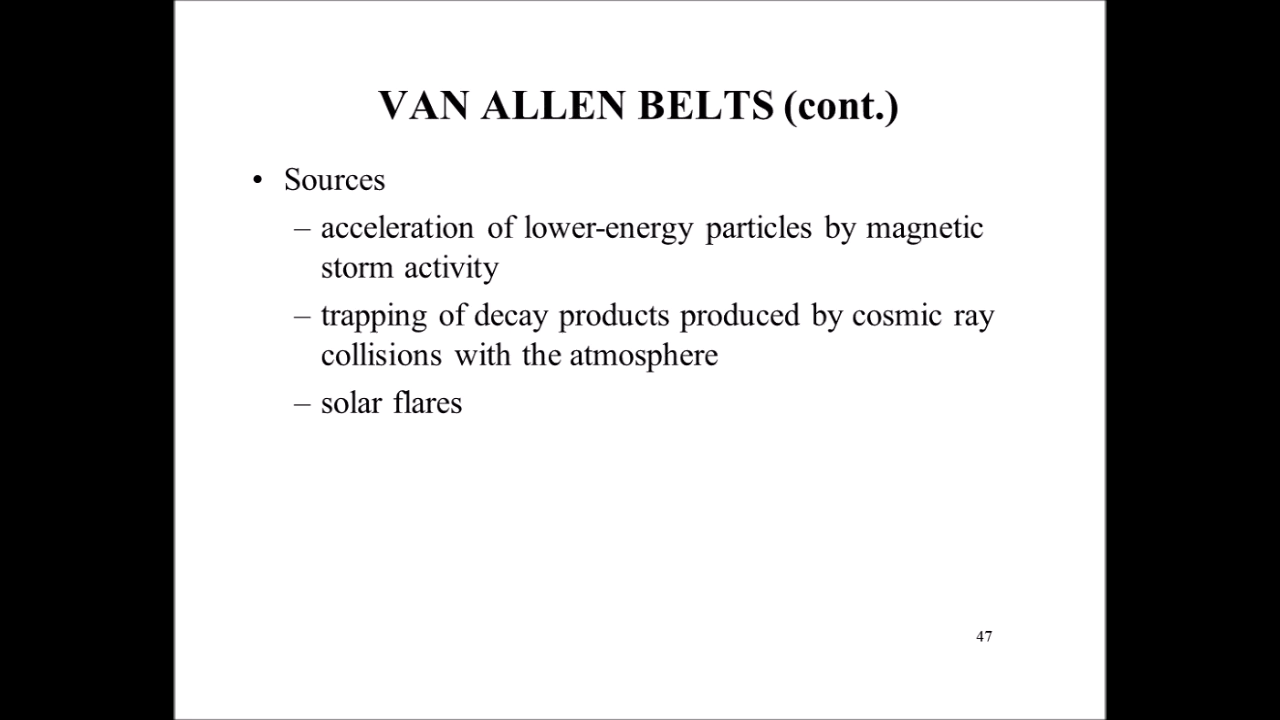 VAN ALLEN BELTS (cont.)
• Sources
– acceleration of lower-energy particles by magnetic
storm activity
– trapping of decay products produced by cosmic ray
collisions with the atmosphere
– solar flares
47